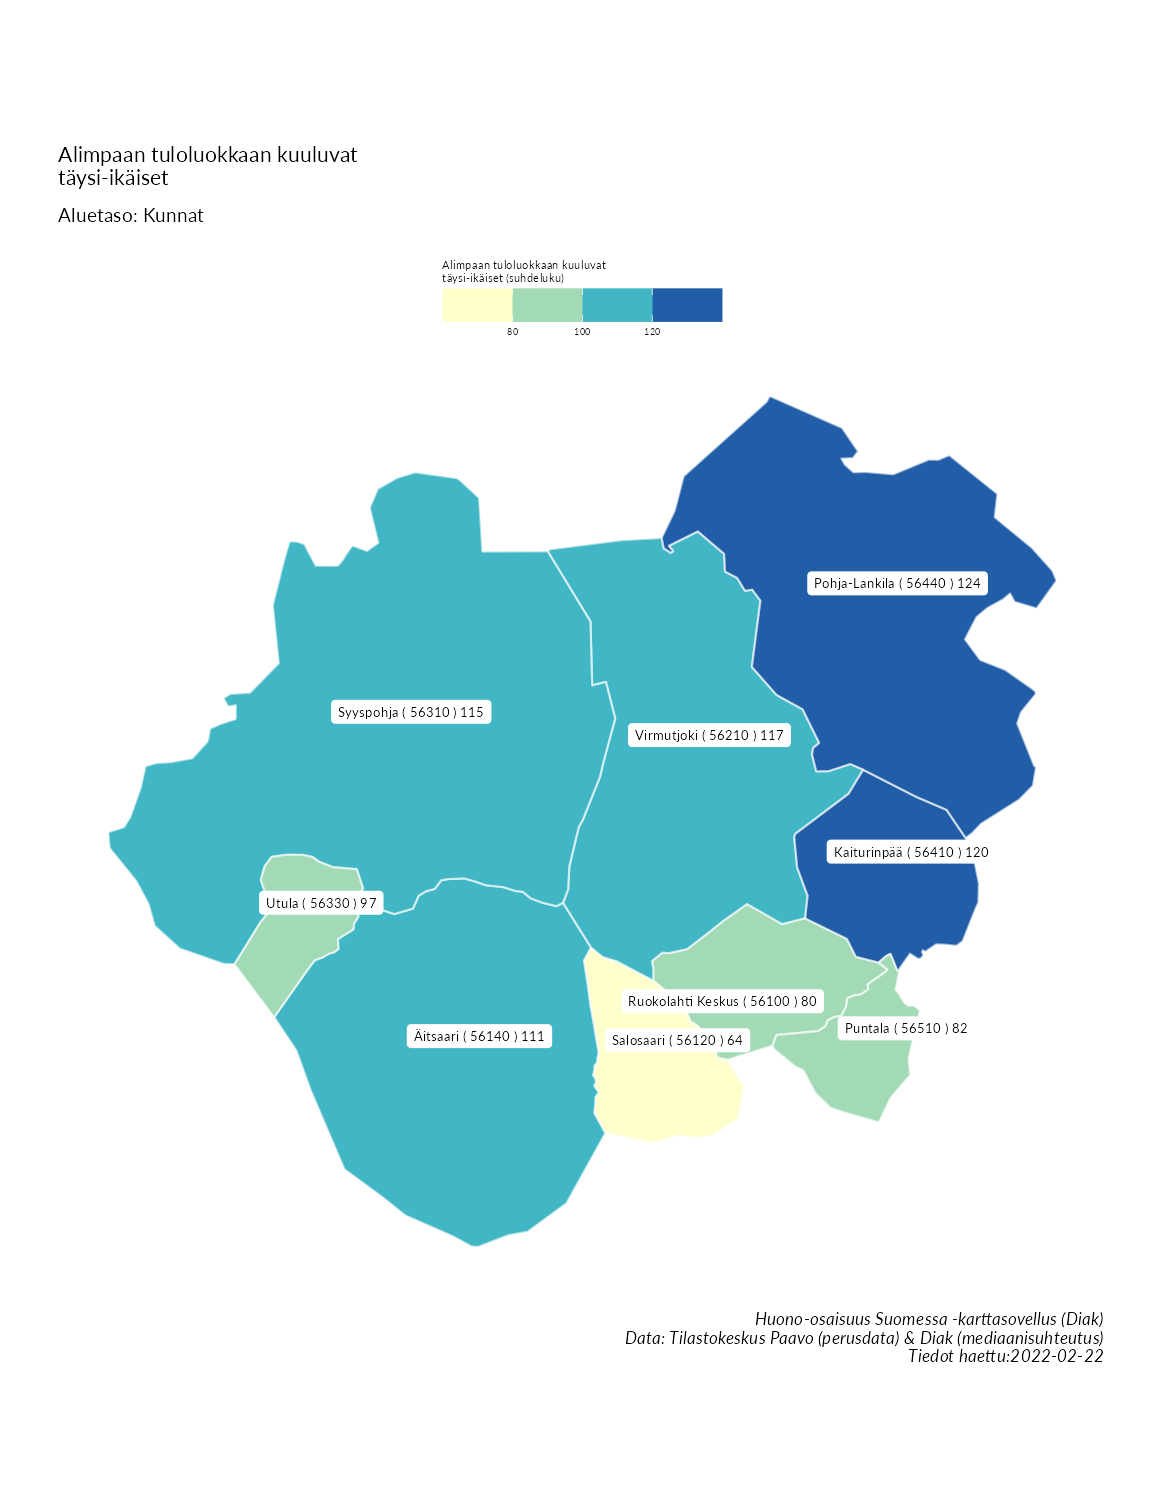 Alimpaan tuloluokkaan kuuluvat
täysi-ikäiset
Aluetaso: Kunnat
Alimpaan tuloluokkaan kuuluvat
täysi-ikäiset (suhdeluku)
80 100 120
Pohja-Lankila ( 56440 ) 124
Syyspohja ( 56310 ) 115
Virmutjoki ( 56210 ) 117
Kaiturinpää ( 56410 ) 120
Utula ( 56330 ) 97
Ruokolahti Keskus ( 56100 ) 80
Puntala ( 56510 ) 82
Äitsaari ( 56140 ) 111
Salosaari ( 56120 ) 64
Huono-osaisuus Suomessa -karttasovellus (Diak)
Data: Tilastokeskus Paavo (perusdata) & Diak (mediaanisuhteutus)
Tiedot haettu:2022-02-22